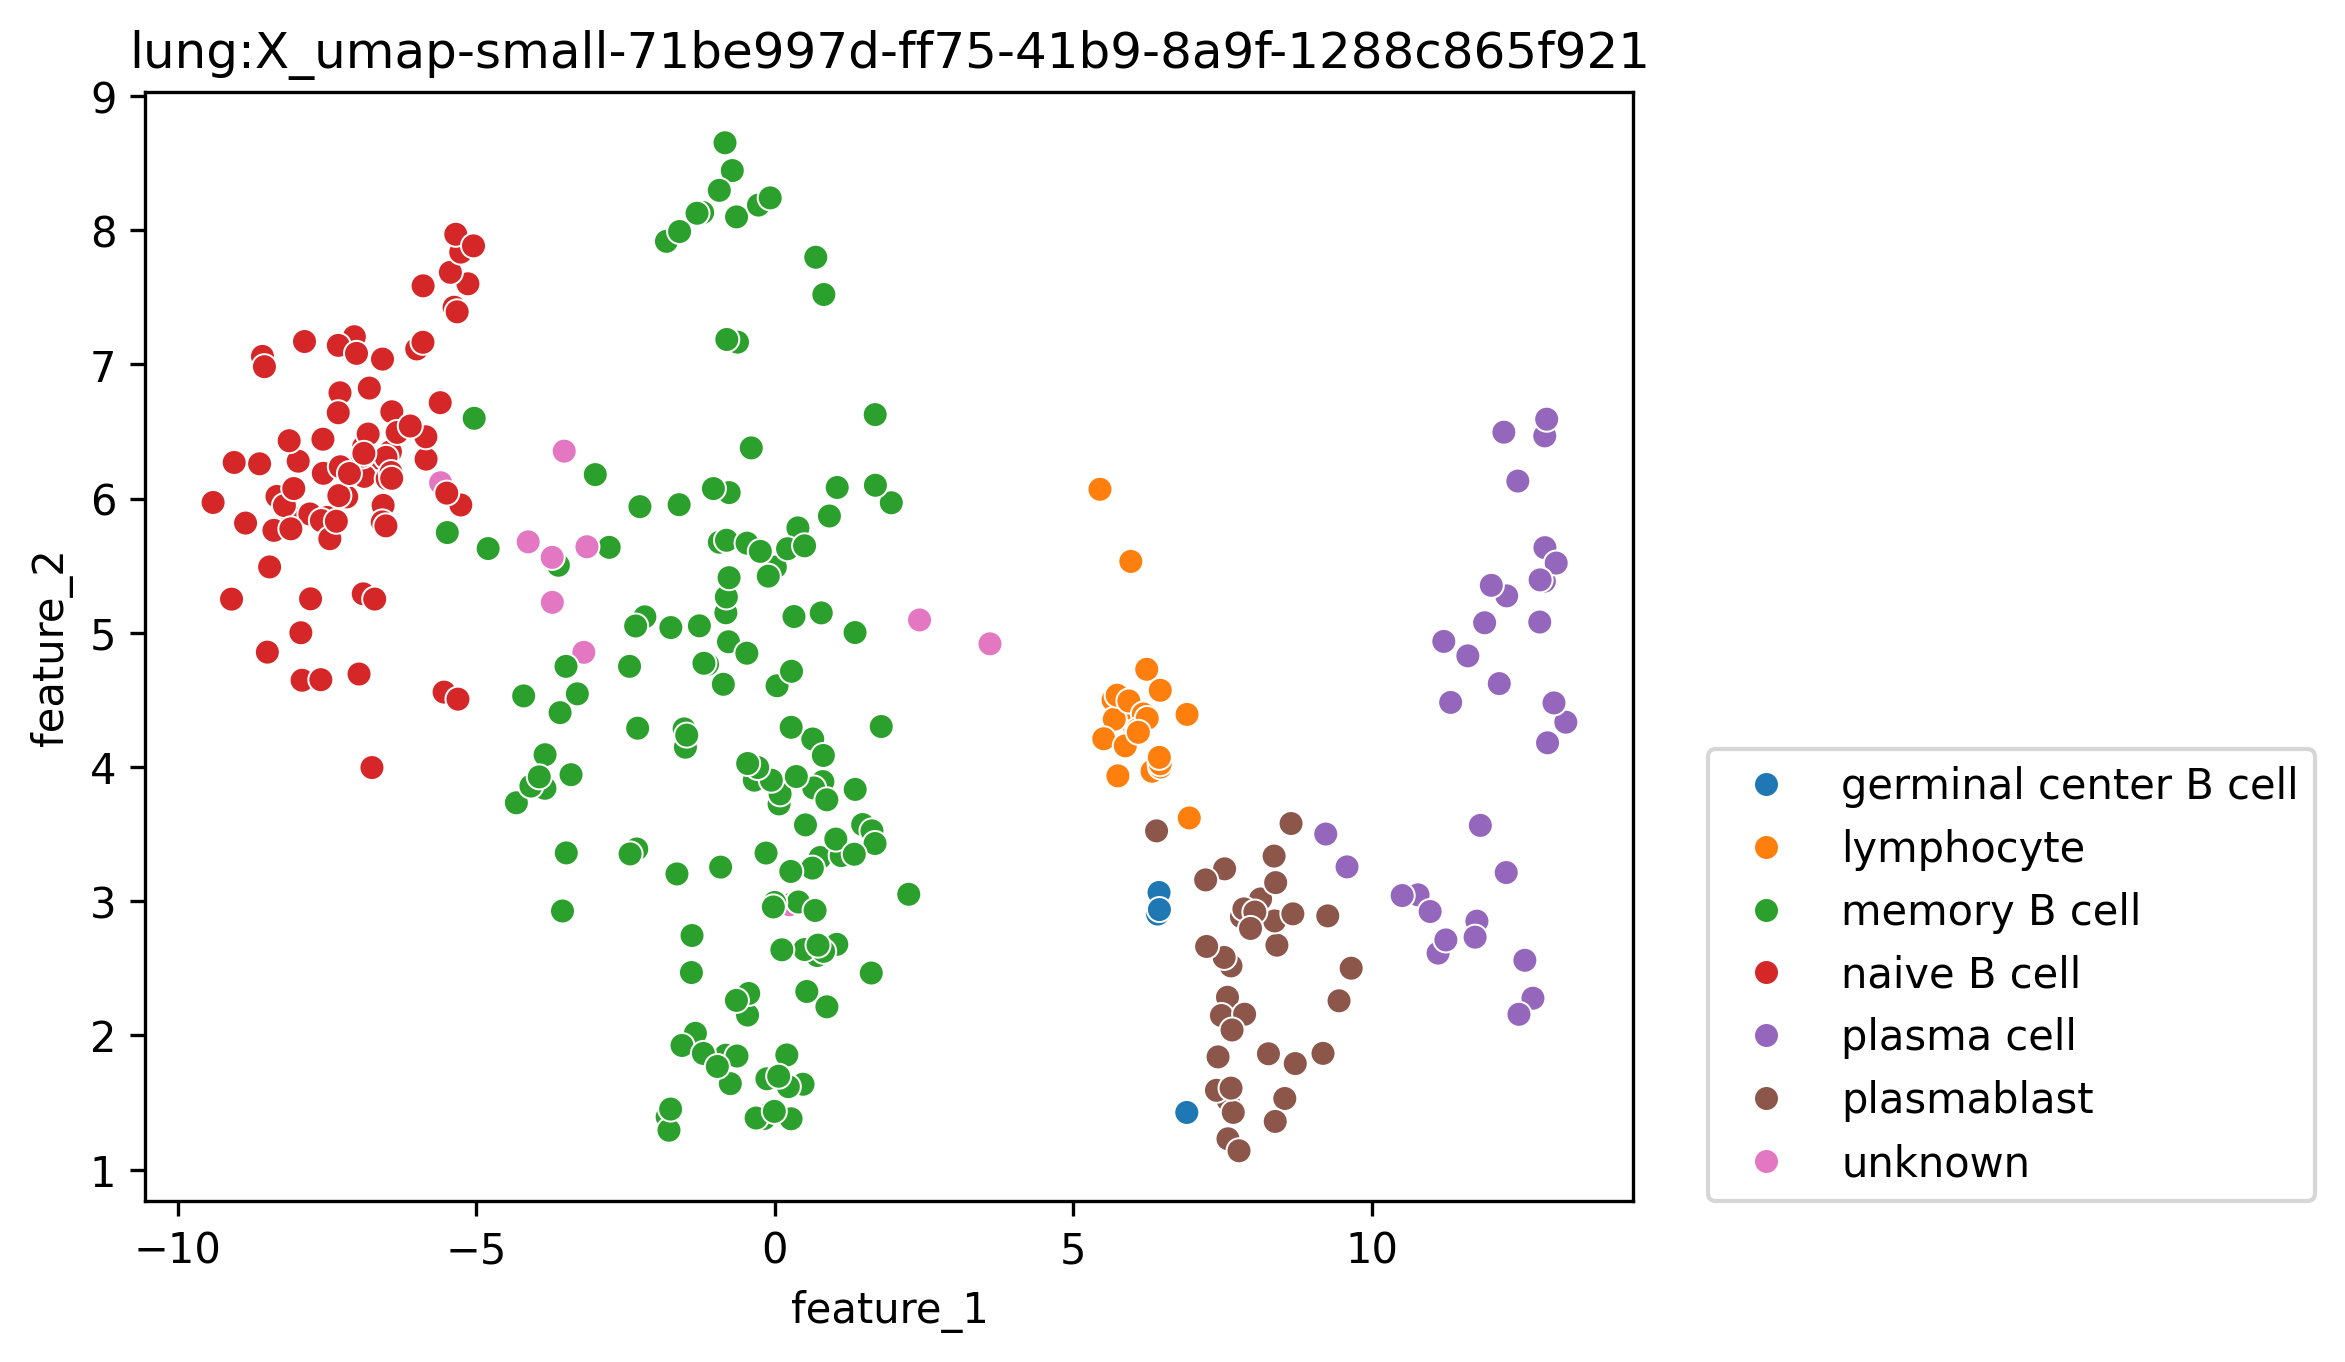 lung:X_umap-small-71be997d-ff75-41b9-8a9f-1288c865f921
9
8
7
6
5
4
3
2
1
feature_2
−10
−5
0
5
10
feature_1
germinal center B cell
lymphocyte
memory B cell
naive B cell
plasma cell
plasmablast
unknown